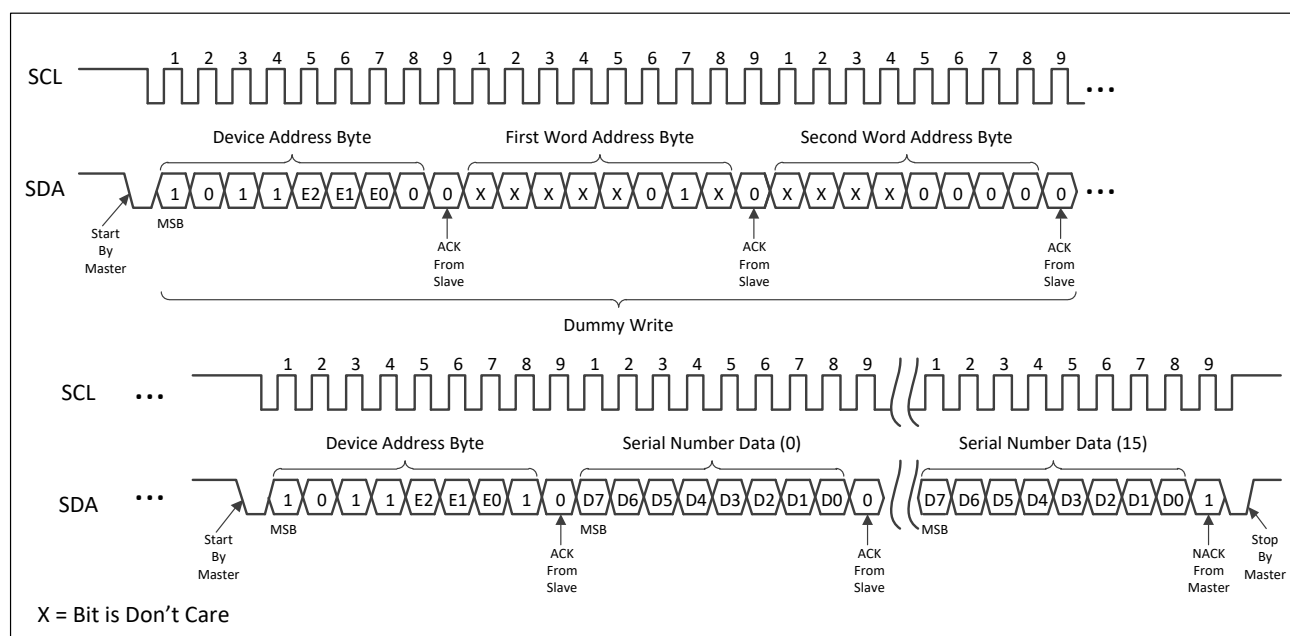 1 2 3 4 5 6 7 8 9 1 2 3 4 5 6 7 8 9 1 2 3 4 5 6 7 8 9
SCL ...
Device Address Byte First Word Address Byte Second Word Address Byte
SDA 1 0 1 1 E2 E1 E0 0 0 X X X X X 0 1 X 0 X X X X 0 0 0 0 0 ...
MSB
Start By Master
ACK From Slave
ACK From Slave
ACK From Slave
Dummy Write
1 2 3 4 5 6 7 8 9 1 2 3 4 5 6 7 8 9 1 2 3 4 5 6 7 8 9
SCL ...
Device Address Byte Serial Number Data (0) Serial Number Data (15)
SDA ... 1 0 1 1 E2 E1 E0 1 0 D7 D6 D5 D4 D3 D2 D1 D0 0 D7 D6 D5 D4 D3 D2 D1 D0 1
MSB MSB MSB
Start By Master
ACK From Slave
ACK From Slave
NACK From Master
Stop By Master
X = Bit is Don't Care